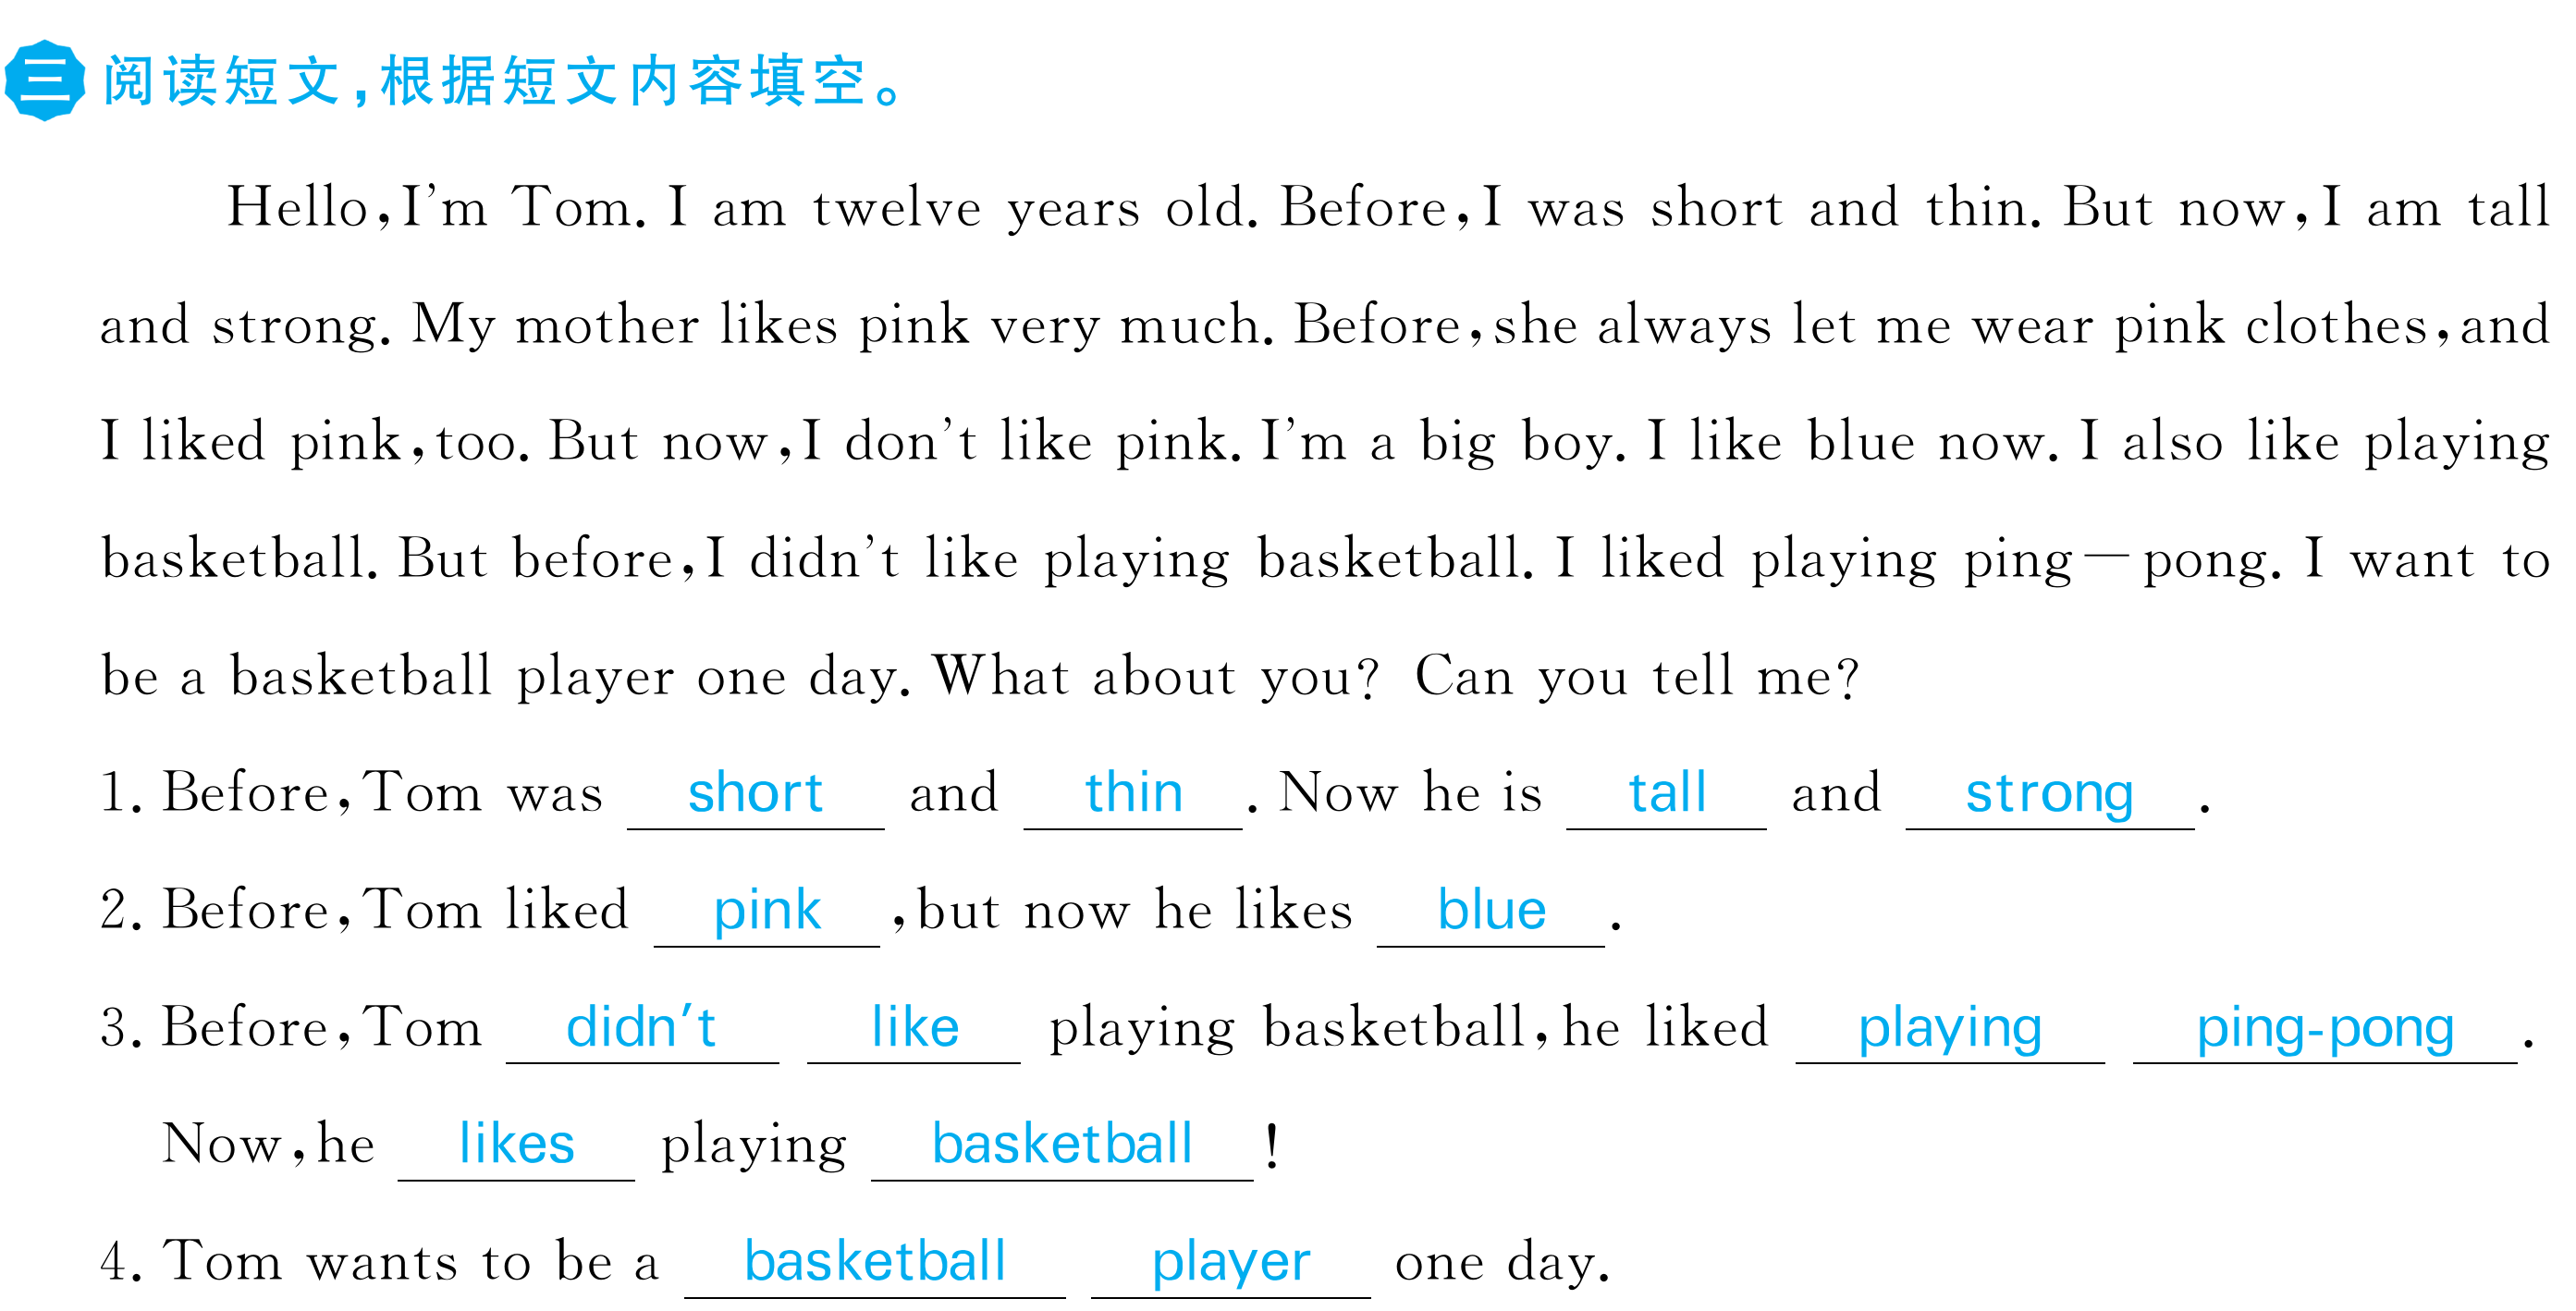 三 阅读短文,根据短文内容填空。
Hello,I'm Tom. I am twelve years old. Before,I was short and thin. But now,I am tall
and strong. My mother likes pink very much. Before,she always let me wear pink clothes,and
I liked pink,too. But now,I don't like pink. I'm a big boy. I like blue now. I also like playing
basketball. But before,I didn't like playing basketball. I liked playing ping—pong. I want to
be a basketball player one day. What about you? Can you tell me?
1. Before,Tom was short and thin. Now he is tall and strong.
2. Before,Tom liked pink,but now he likes blue.
3. Before,Tom didn't like playing basketball,he liked playing ping-pong.
Now,he likes playing basketball!
4. Tom wants to be a basketball player one day.